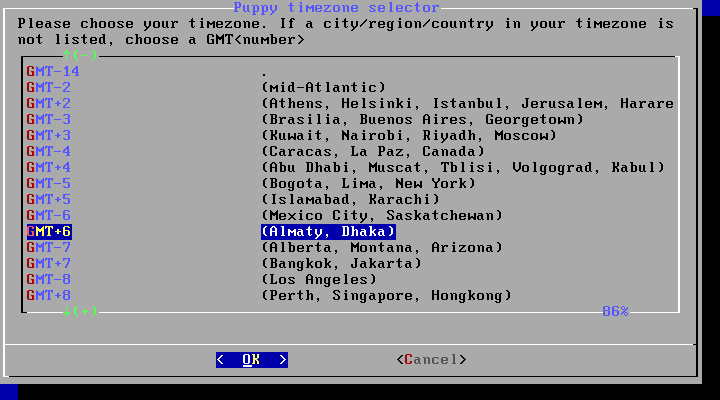 Puppy timezone selector
Please choose your timezone. If a city/region/country in your timezone is
not listed, choose a GMT<number>
↑(-)
GMT-14 .
GMT-2 (mid-Atlantic)
GMT+2 (Athens, Helsinki, Istanbul, Jerusalem, Harare
GMT-3 (Brasilia, Buenos Aires, Georgetown)
GMT+3 (Kuwait, Nairobi, Riyadh, Moscow)
GMT-4 (Caracas, La Paz, Canada)
GMT+4 (Abu Dhabi, Muscat, Tblisi, Volgograd, Kabul)
GMT-5 (Bogota, Lima, New York)
GMT+5 (Islamabad, Karachi)
GMT-6 (Mexico City, Saskatchewan)
GMT+6 (Almaty, Dhaka)
GMT-7 (Alberta, Montana, Arizona)
GMT+7 (Bangkok, Jakarta)
GMT-8 (Los Angeles)
GMT+8 (Perth, Singapore, Hongkong)
↓(+) 86%
< OK > <Cancel>